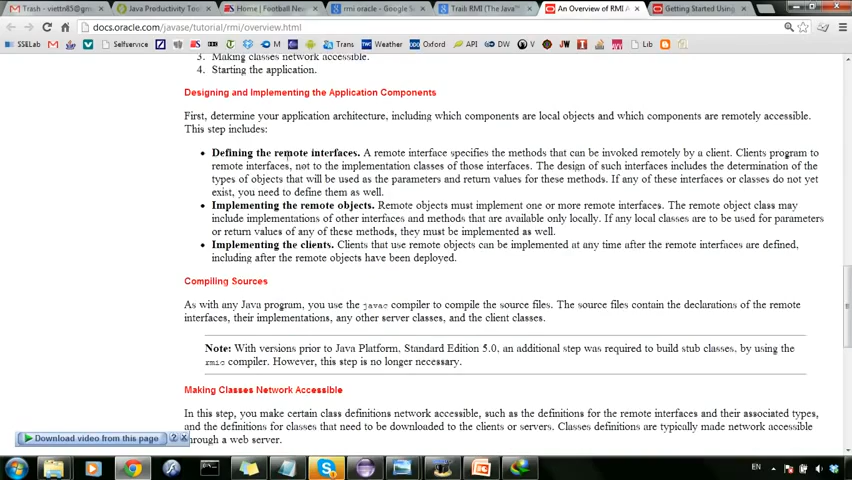 Trash - viettn85@gm
Java Productivity Tool
Home | Football New
rmi oracle - Google S
Trail: RMI (The Java™
An Overview of RMI A
Getting Started Using
docs.oracle.com/javase/tutorial/rmi/overview.html
SSELab
Selfservice
Trans
Weather
Oxford
API
DW
JW
Lib
3. Making classes network accessible.
4. Starting the application.
Designing and Implementing the Application Components
First, determine your application architecture, including which components are local objects and which components are remotely accessible.
This step includes:
• Defining the remote interfaces. A remote interface specifies the methods that can be invoked remotely by a client. Clients program to
remote interfaces, not to the implementation classes of those interfaces. The design of such interfaces includes the determination of the
types of objects that will be used as the parameters and return values for these methods. If any of these interfaces or classes do not yet
exist, you need to define them as well.
• Implementing the remote objects. Remote objects must implement one or more remote interfaces. The remote object class may
include implementations of other interfaces and methods that are available only locally. If any local classes are to be used for parameters
or return values of any of these methods, they must be implemented as well.
• Implementing the clients. Clients that use remote objects can be implemented at any time after the remote interfaces are defined,
including after the remote objects have been deployed.
Compiling Sources
As with any Java program, you use the javac compiler to compile the source files. The source files contain the declarations of the remote
interfaces, their implementations, any other server classes, and the client classes.
Note: With versions prior to Java Platform, Standard Edition 5.0, an additional step was required to build stub classes, by using the
rmic compiler. However, this step is no longer necessary.
Making Classes Network Accessible
In this step, you make certain class definitions network accessible, such as the definitions for the remote interfaces and their associated types,
and the definitions for classes that need to be downloaded to the clients or servers. Classes definitions are typically made network accessible
through a web server.
Download video from this page ? x
EN